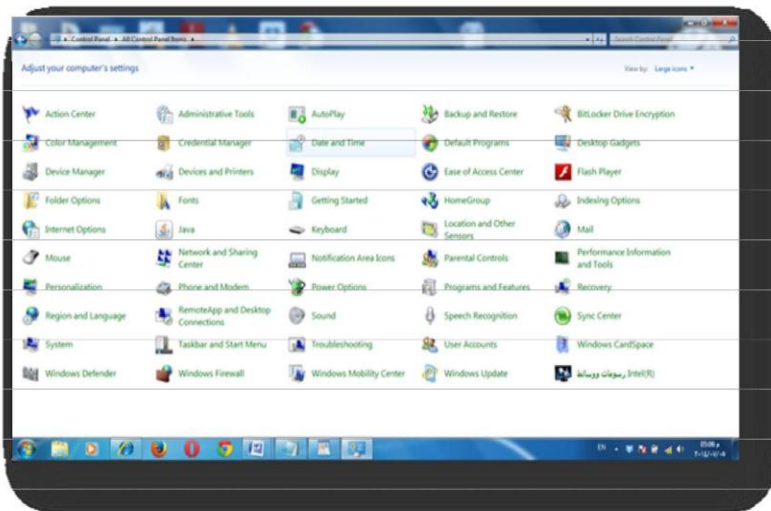 Control Panel ▸ All Control Panel Items ▸
Search Control Panel
Adjust your computer's settings
View by: Large icons
Action Center
Administrative Tools
AutoPlay
Backup and Restore
BitLocker Drive Encryption
Color Management
Credential Manager
Date and Time
Default Programs
Desktop Gadgets
Device Manager
Devices and Printers
Display
Ease of Access Center
Flash Player
Folder Options
Fonts
Getting Started
HomeGroup
Indexing Options
Internet Options
Java
Keyboard
Location and Other
Sensors
Mail
Mouse
Network and Sharing
Center
Notification Area Icons
Parental Controls
Performance Information
and Tools
Personalization
Phone and Modem
Power Options
Programs and Features
Recovery
Region and Language
RemoteApp and Desktop
Connections
Sound
Speech Recognition
Sync Center
System
Taskbar and Start Menu
Troubleshooting
User Accounts
Windows CardSpace
Windows Defender
Windows Firewall
Windows Mobility Center
Windows Update
رسومات ووسائط Intel(R)
EN